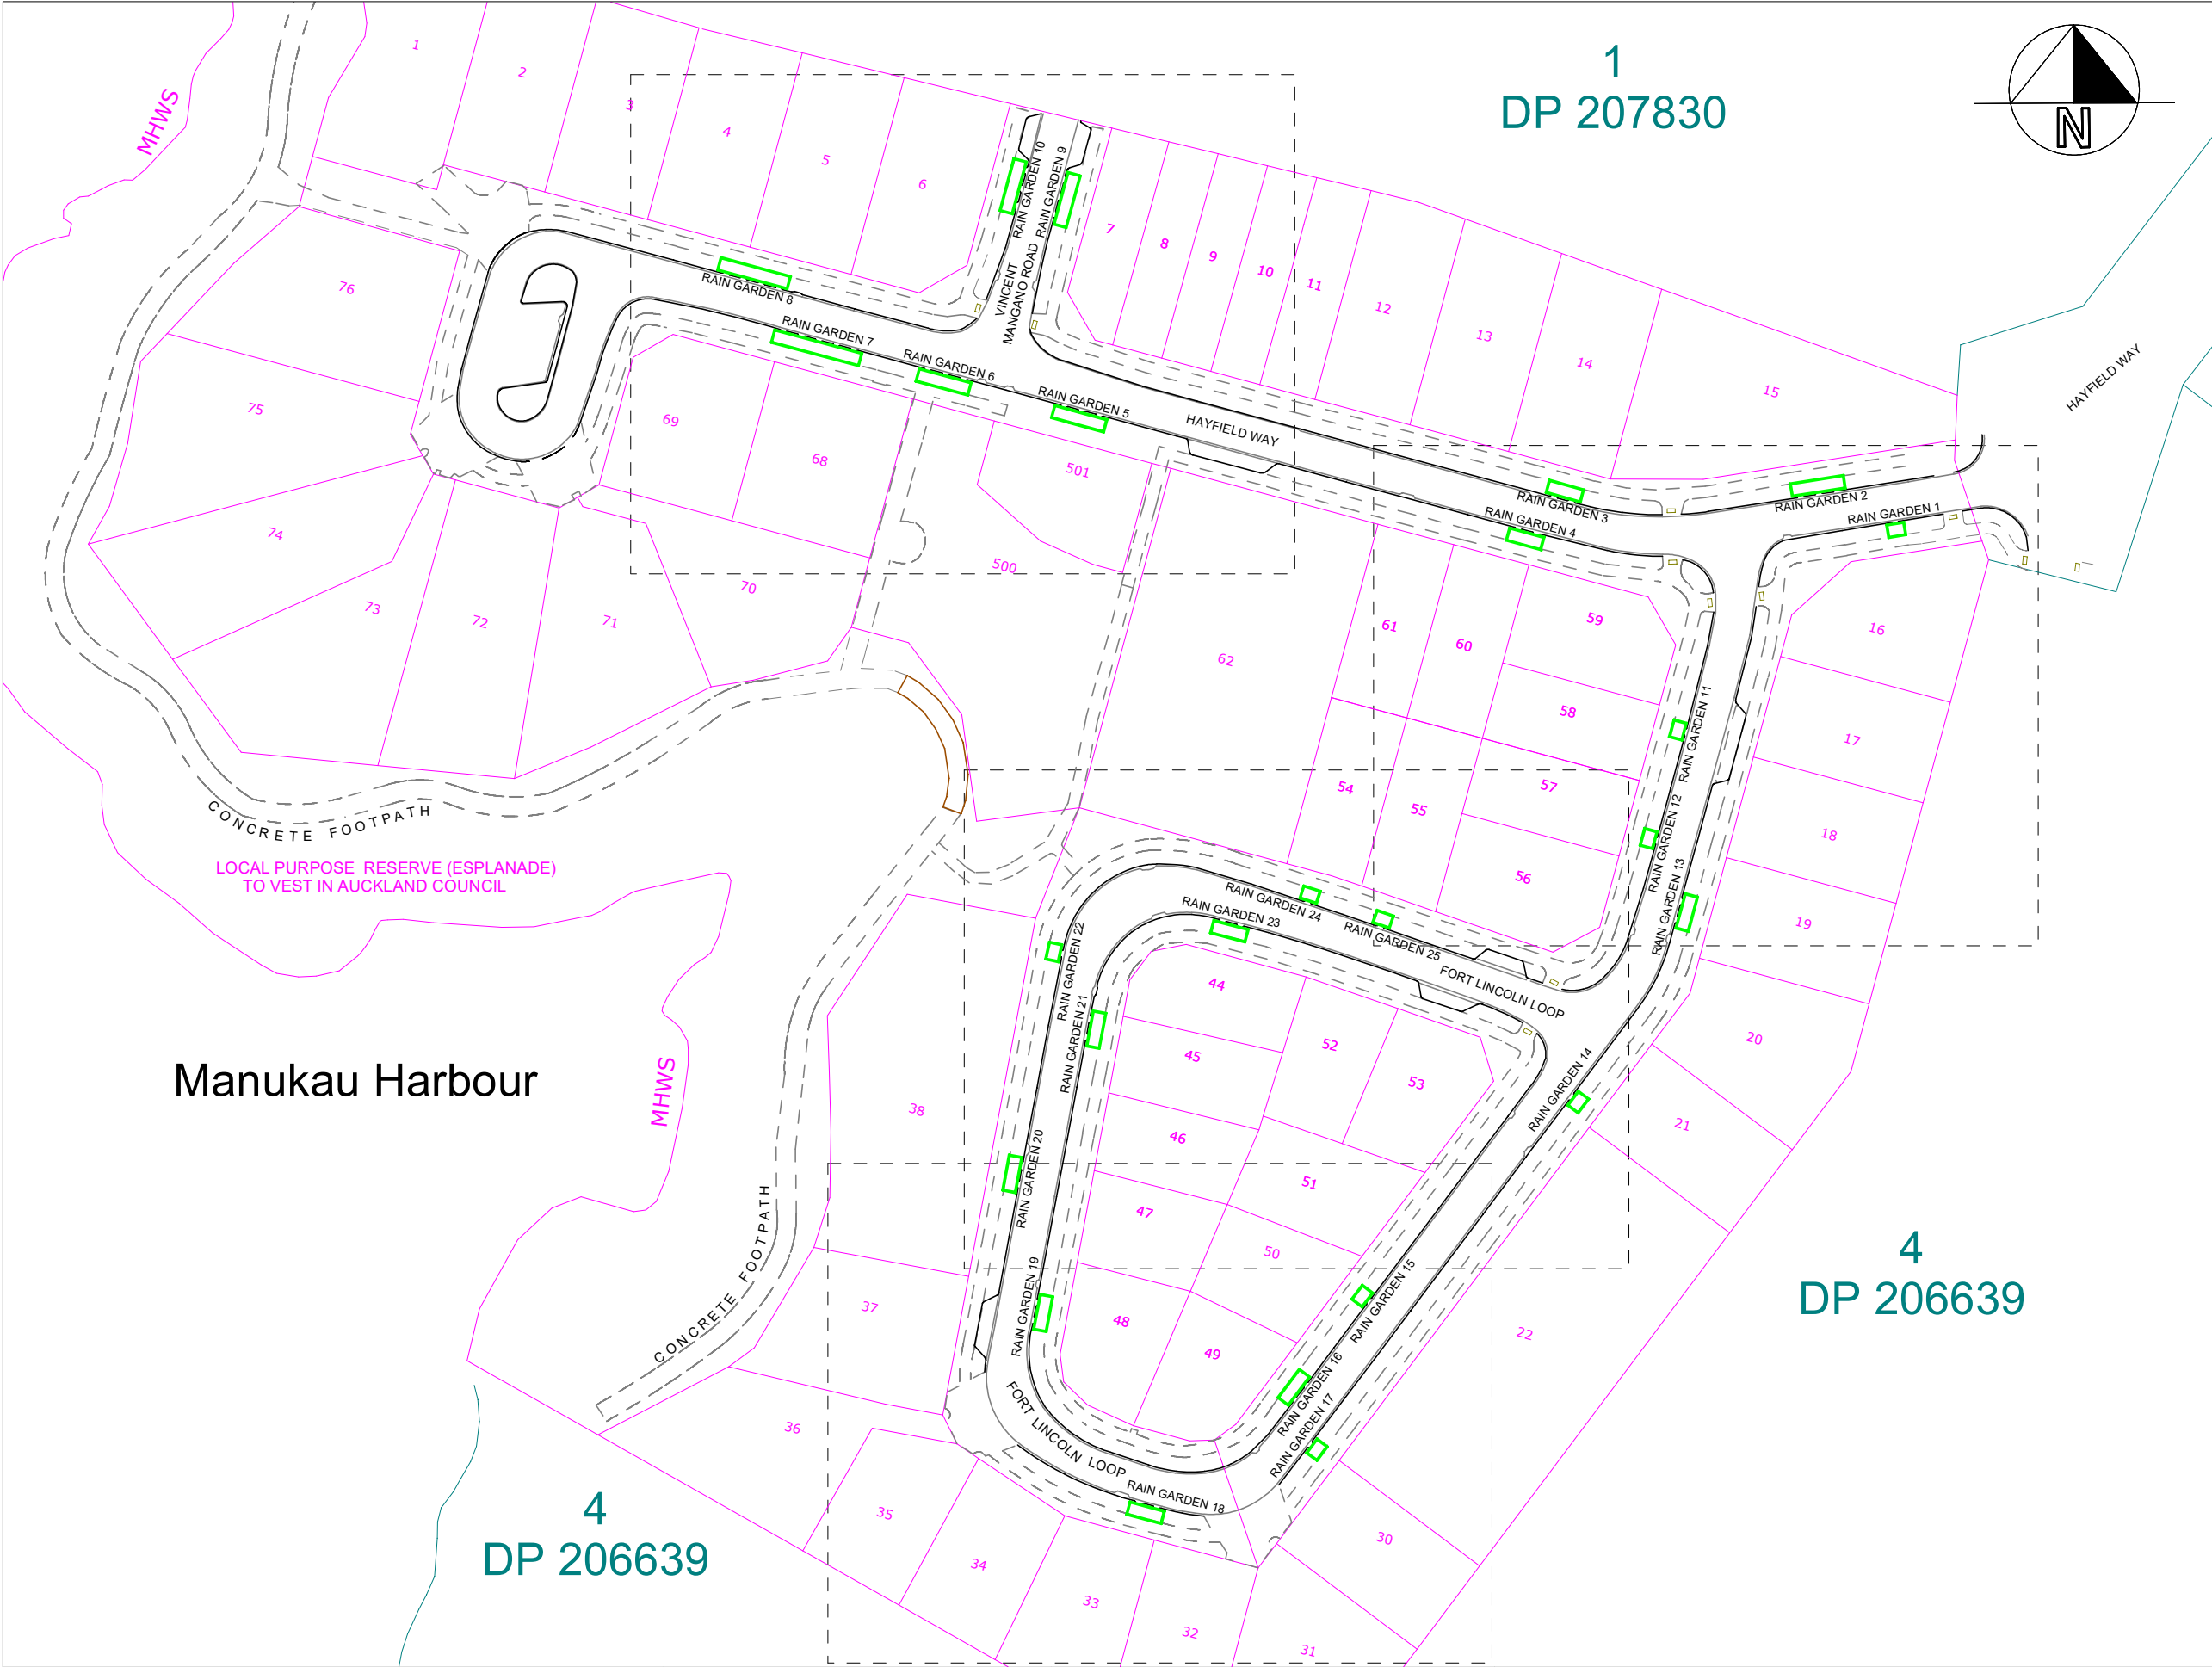 1
DP 207830
N
MHWS
1
2
3
4
5
6
RAIN GARDEN 10
RAIN GARDEN 9
VINCENT
MANGANO ROAD
7
8
9
10
11
12
13
14
15
HAYFIELD WAY
76
75
74
73
72
71
70
69
68
RAIN GARDEN 8
RAIN GARDEN 7
RAIN GARDEN 6
RAIN GARDEN 5
HAYFIELD WAY
501
500
RAIN GARDEN 3
RAIN GARDEN 4
RAIN GARDEN 2
RAIN GARDEN 1
62
61
60
59
58
57
56
55
54
16
17
18
19
20
21
22
RAIN GARDEN 11
RAIN GARDEN 12
RAIN GARDEN 13
CONCRETE FOOTPATH
LOCAL PURPOSE RESERVE (ESPLANADE)
TO VEST IN AUCKLAND COUNCIL
RAIN GARDEN 24
RAIN GARDEN 23
RAIN GARDEN 25
FORT LINCOLN LOOP
RAIN GARDEN 22
RAIN GARDEN 21
RAIN GARDEN 14
44
45
46
47
48
49
50
51
52
53
Manukau Harbour
MHWS
38
37
36
35
34
33
32
31
30
RAIN GARDEN 20
RAIN GARDEN 19
RAIN GARDEN 15
RAIN GARDEN 16
RAIN GARDEN 17
CONCRETE FOOTPATH
FORT LINCOLN LOOP
RAIN GARDEN 18
4
DP 206639
4
DP 206639